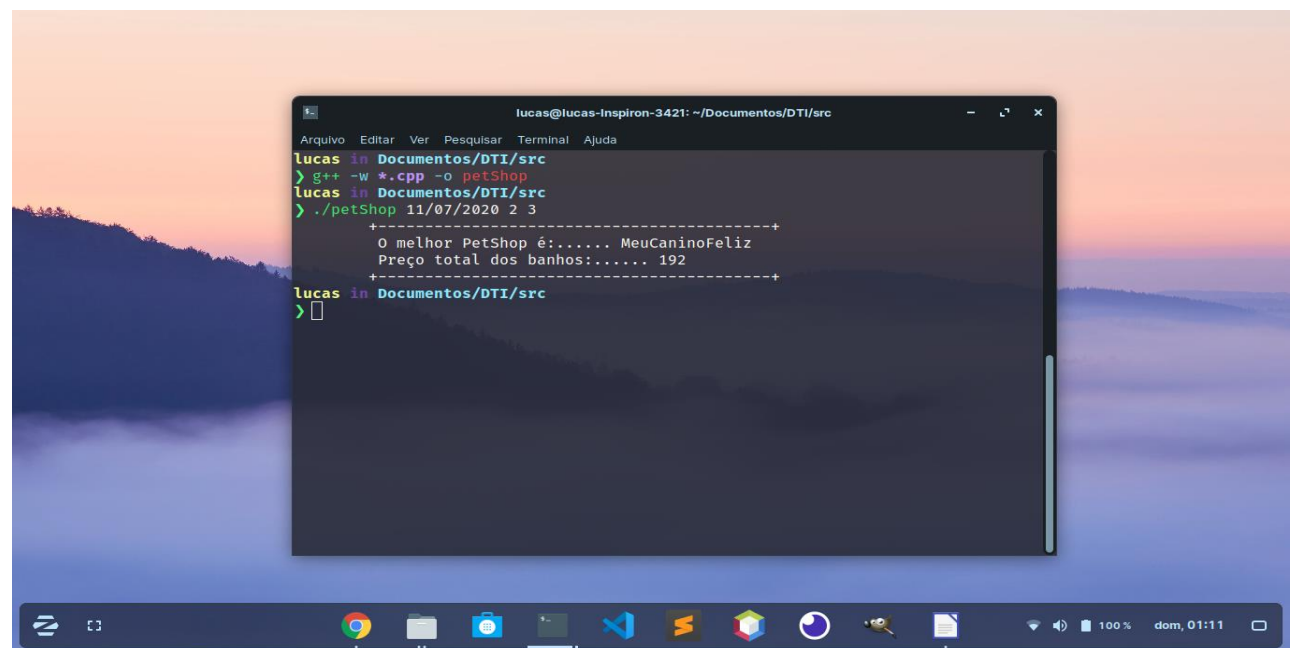 lucas@lucas-Inspiron-3421: ~/Documentos/DTI/src
Arquivo Editar Ver Pesquisar Terminal Ajuda
lucas in Documentos/DTI/src
❯ g++ -w *.cpp -o petShop
lucas in Documentos/DTI/src
❯ ./petShop 11/07/2020 2 3
+------------------------------------------+
O melhor PetShop é:...... MeuCaninoFeliz
Preço total dos banhos:...... 192
+------------------------------------------+
lucas in Documentos/DTI/src
❯
100 % dom, 01:11